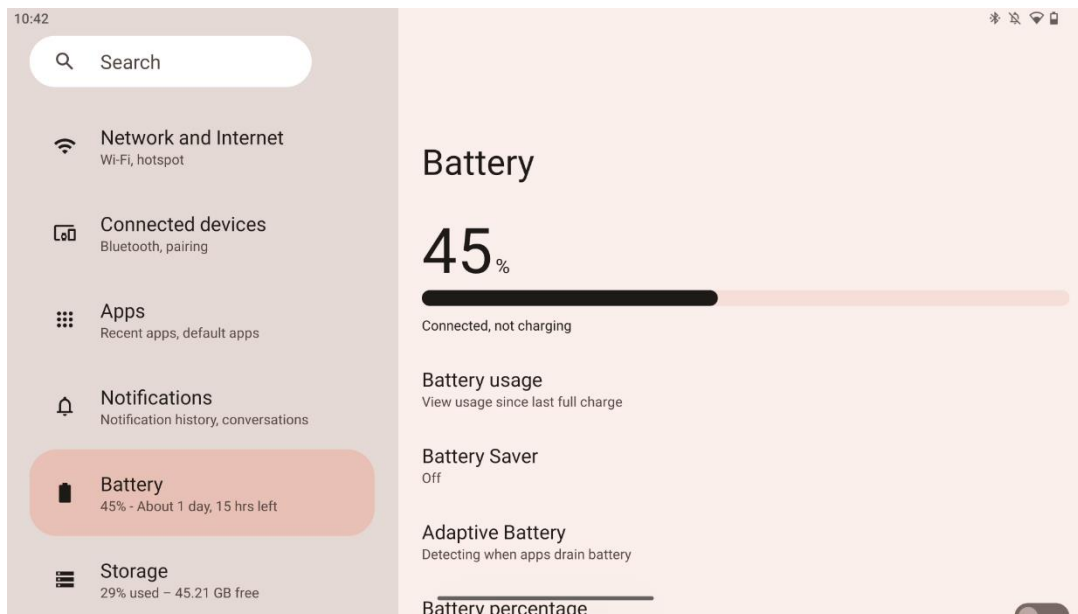 10:42
Search
Network and Internet
Wi-Fi, hotspot
Connected devices
Bluetooth, pairing
Apps
Recent apps, default apps
Notifications
Notification history, conversations
Battery
45% - About 1 day, 15 hrs left
Storage
29% used – 45.21 GB free
Battery
45%
Connected, not charging
Battery usage
View usage since last full charge
Battery Saver
Off
Adaptive Battery
Detecting when apps drain battery
Battery percentage